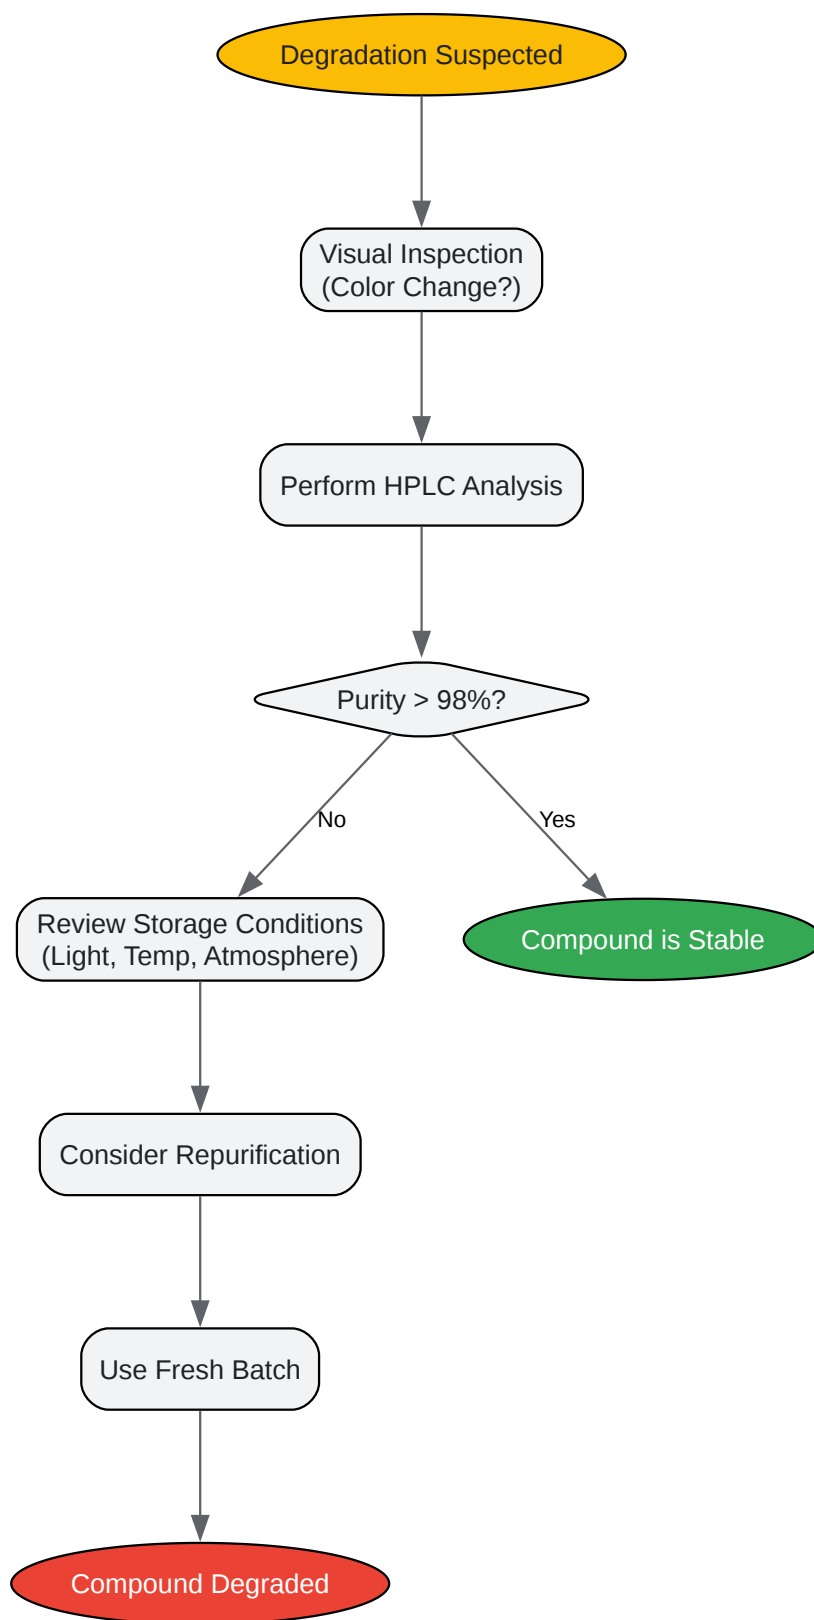 Degradation Suspected
Visual Inspection
(Color Change?)
Perform HPLC Analysis
Purity > 98%?
No
Yes
Review Storage Conditions
(Light, Temp, Atmosphere)
Compound is Stable
Consider Repurification
Use Fresh Batch
Compound Degraded